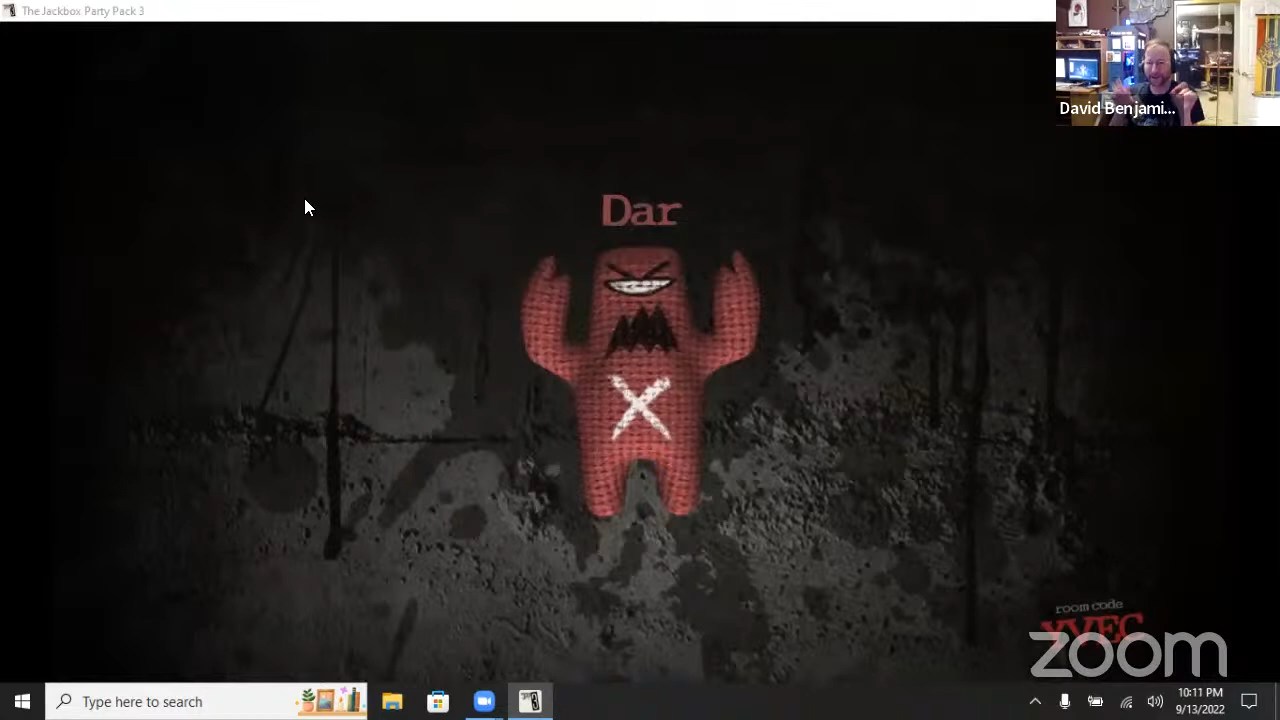 The Jackbox Party Pack 3
David Benjami...
Dar
room code
XVEC
zoom
Type here to search
10:11 PM
9/13/2022